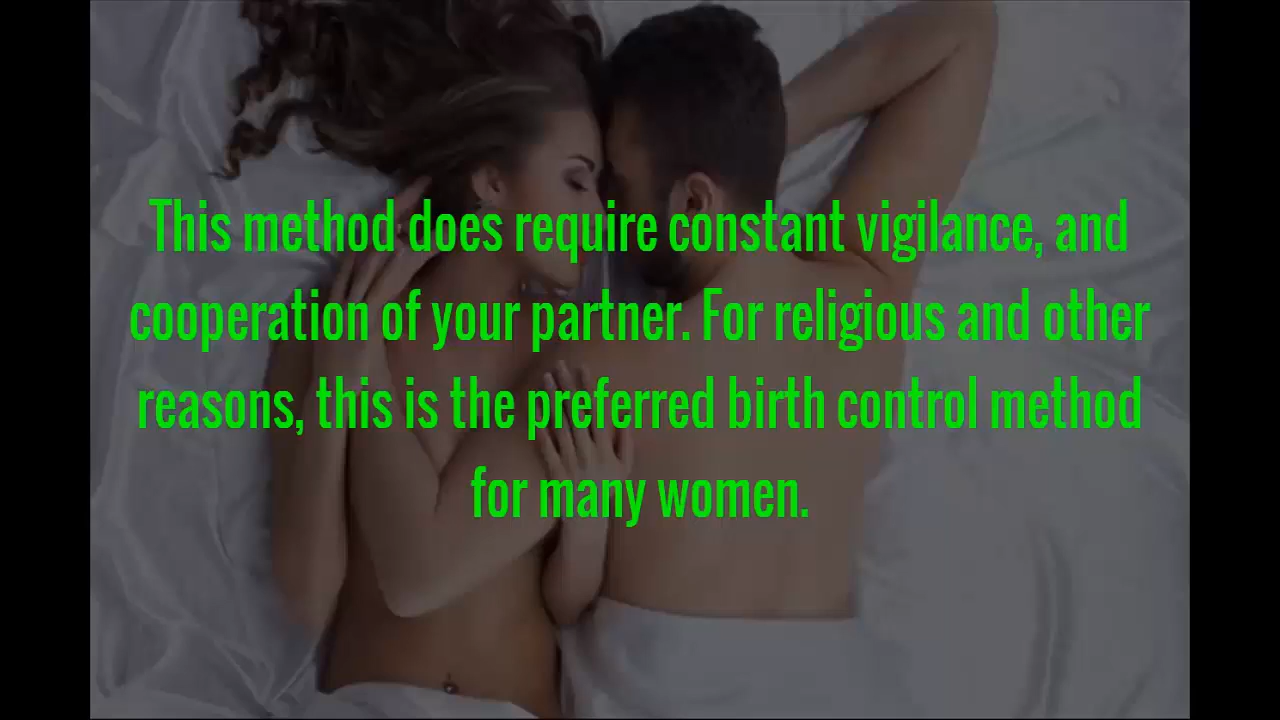 This method does require constant vigilance, and
cooperation of your partner. For religious and other
reasons, this is the preferred birth control method
for many women.